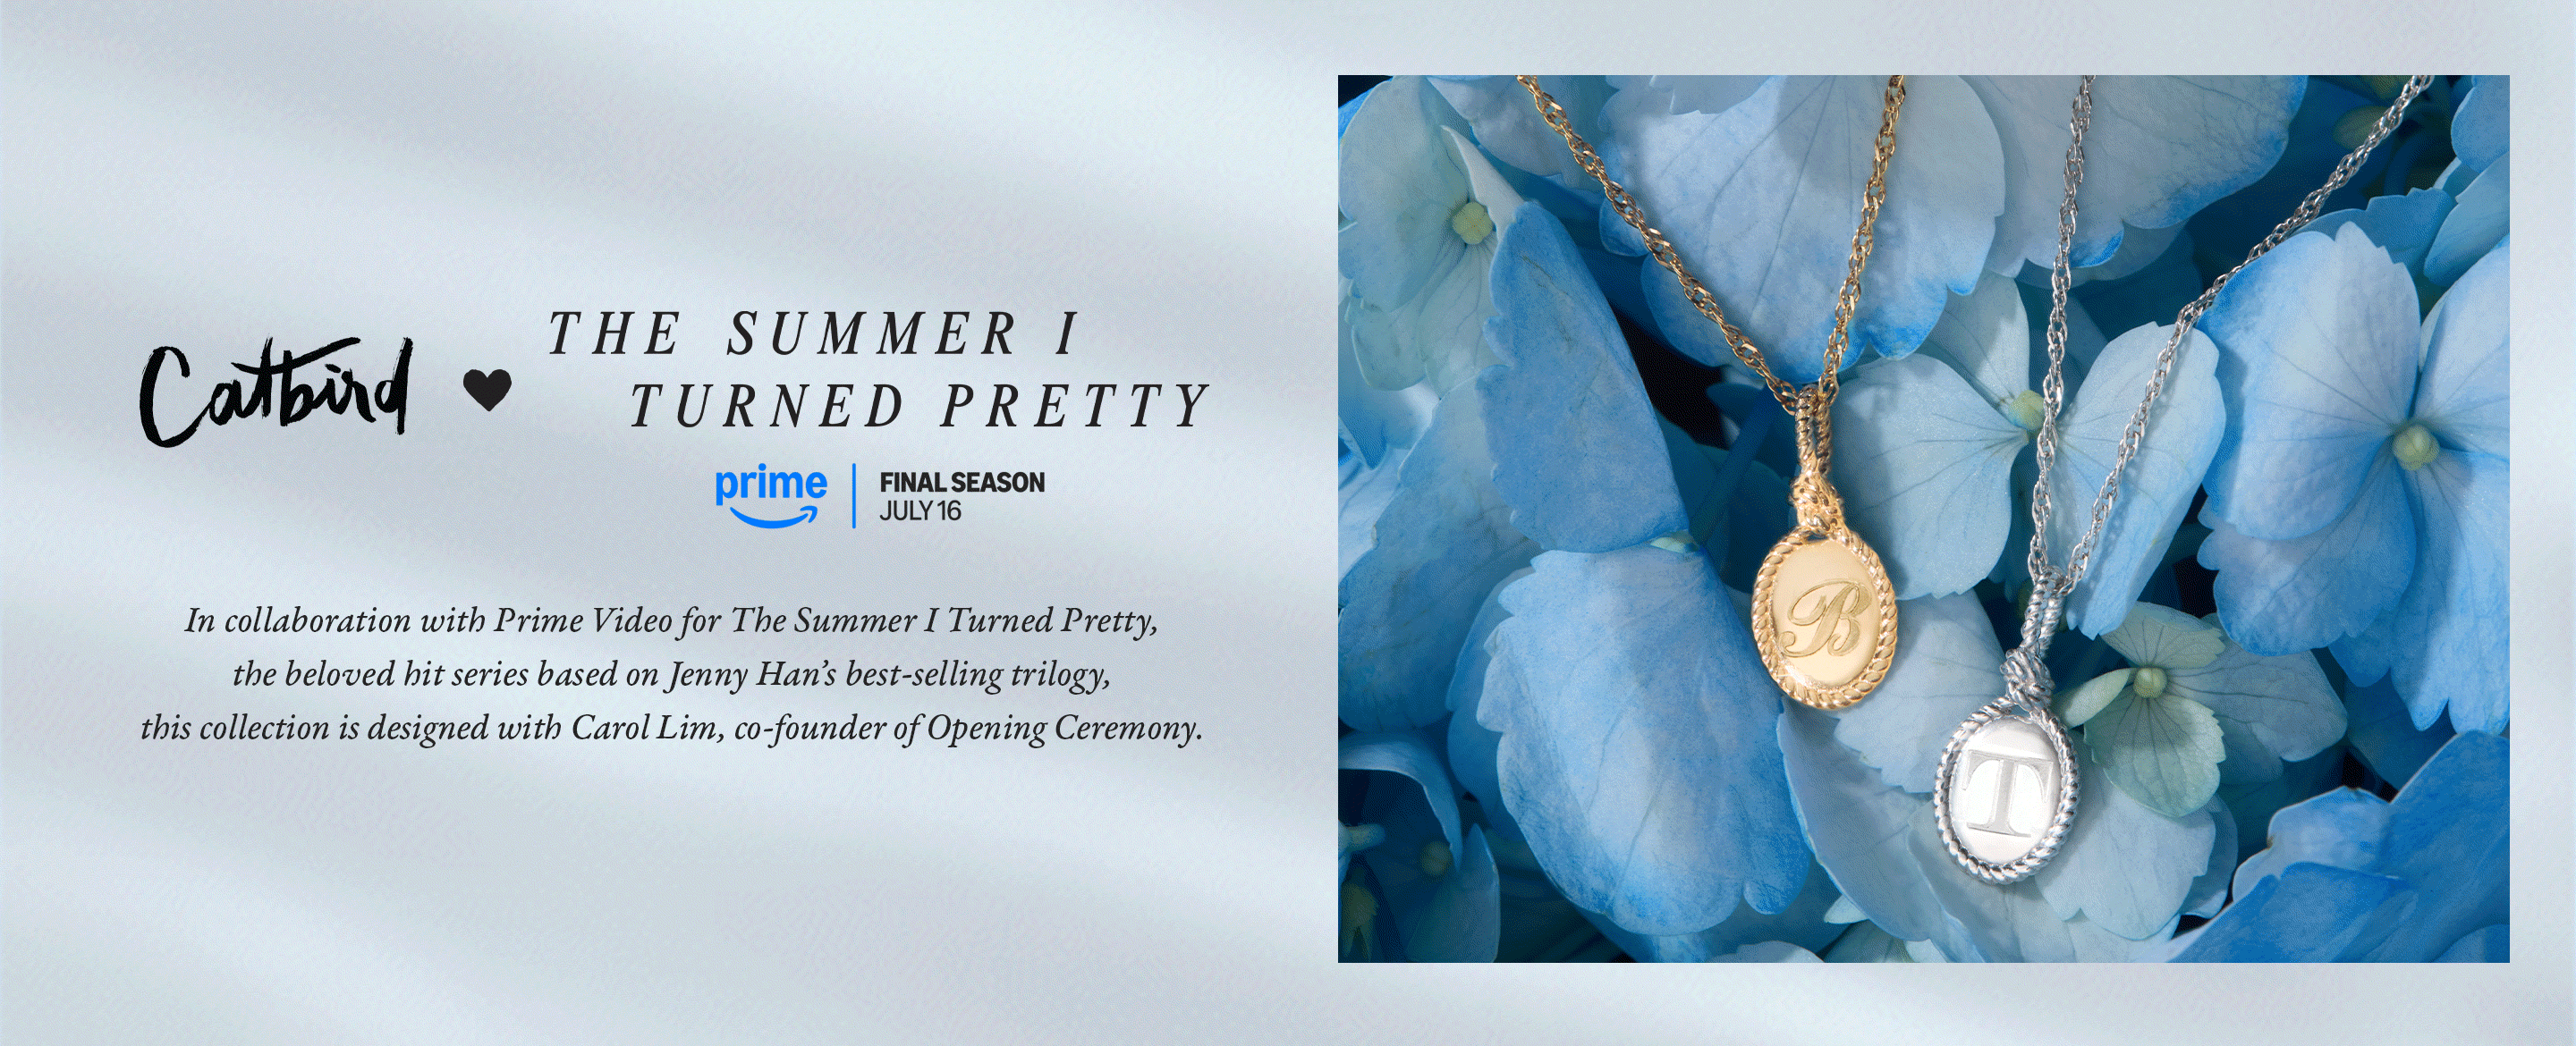 Catbird ♥ THE SUMMER I
TURNED PRETTY
prime | FINAL SEASON
JULY 16
In collaboration with Prime Video for The Summer I Turned Pretty,
the beloved hit series based on Jenny Han's best-selling trilogy,
this collection is designed with Carol Lim, co-founder of Opening Ceremony.
B
T